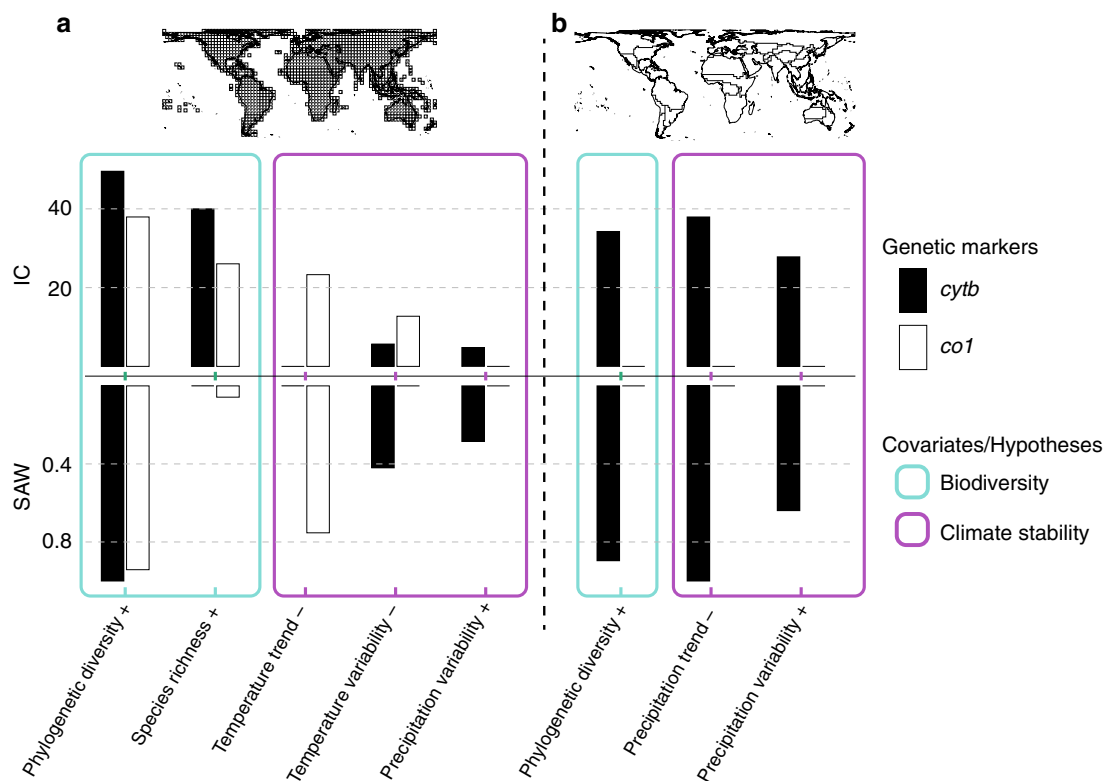 a
b
40
20
IC
0.4
0.8
SAW
Phylogenetic diversity +
Species richness +
Temperature trend –
Temperature variability –
Precipitation variability +
Phylogenetic diversity +
Precipitation trend –
Precipitation variability +
Genetic markers
cytb
co1
Covariates/Hypotheses
Biodiversity
Climate stability